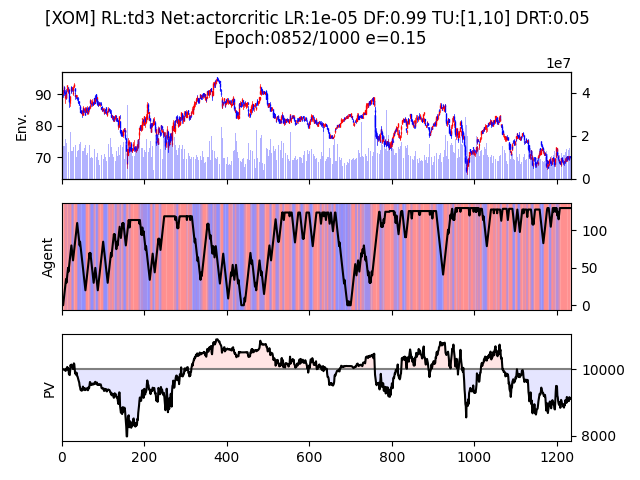 [XOM] RL:td3 Net:actorcritic LR:1e-05 DF:0.99 TU:[1,10] DRT:0.05
Epoch:0852/1000 e=0.15
1e7
Env.
90
80
70
4
2
0
Agent
100
50
0
PV
10000
8000
0 200 400 600 800 1000 1200